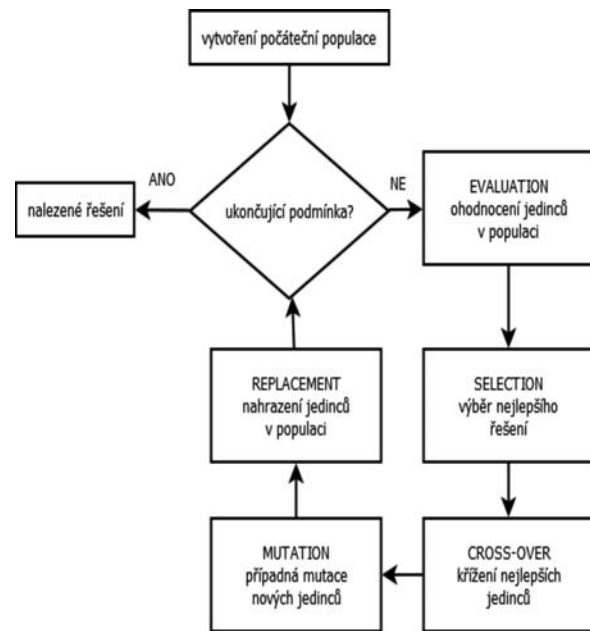 vytvoření počáteční populace
ANO
NE
nalezené řešení
ukončující podmínka?
EVALUATION
ohodnocení jedinců
v populaci
REPLACEMENT
nahrazení jedinců
v populaci
SELECTION
výběr nejlepšího
řešení
MUTATION
případná mutace
nových jedinců
CROSS-OVER
křížení nejlepších
jedinců